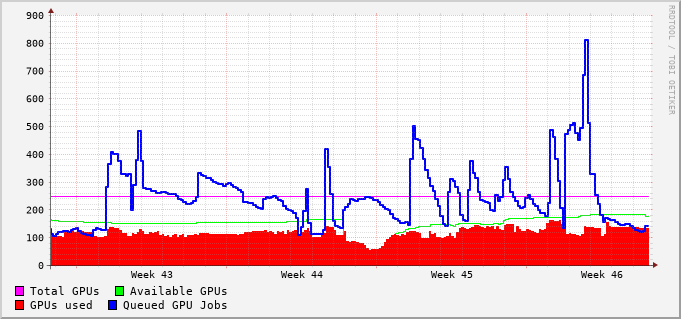 900
800
700
600
500
400
300
200
100
0
Week 43 Week 44 Week 45 Week 46
Total GPUs Available GPUs
GPUs used Queued GPU Jobs
RRDTOOL / TOBI OETIKER